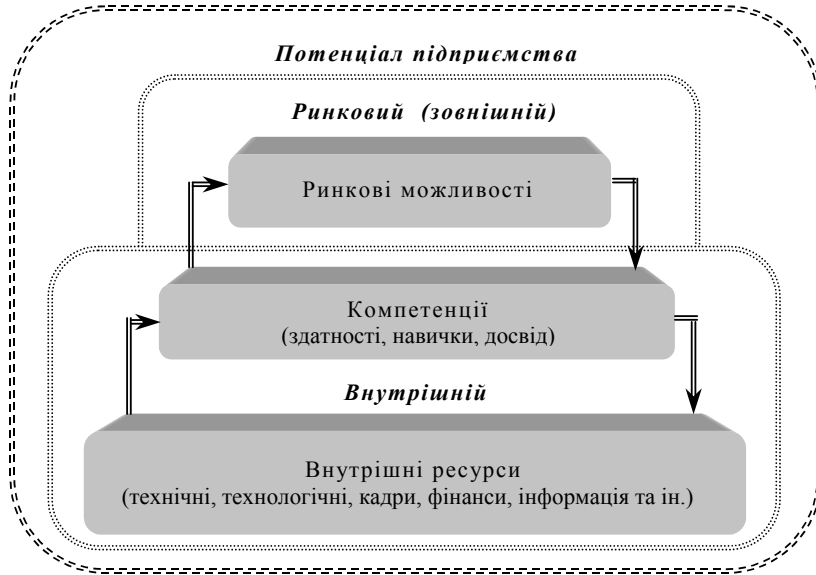 Потенціал підприємства
Ринковий (зовнішній)
Ринкові можливості
Компетенції
(здатності, навички, досвід)
Внутрішній
Внутрішні ресурси
(технічні, технологічні, кадри, фінанси, інформація та ін.)